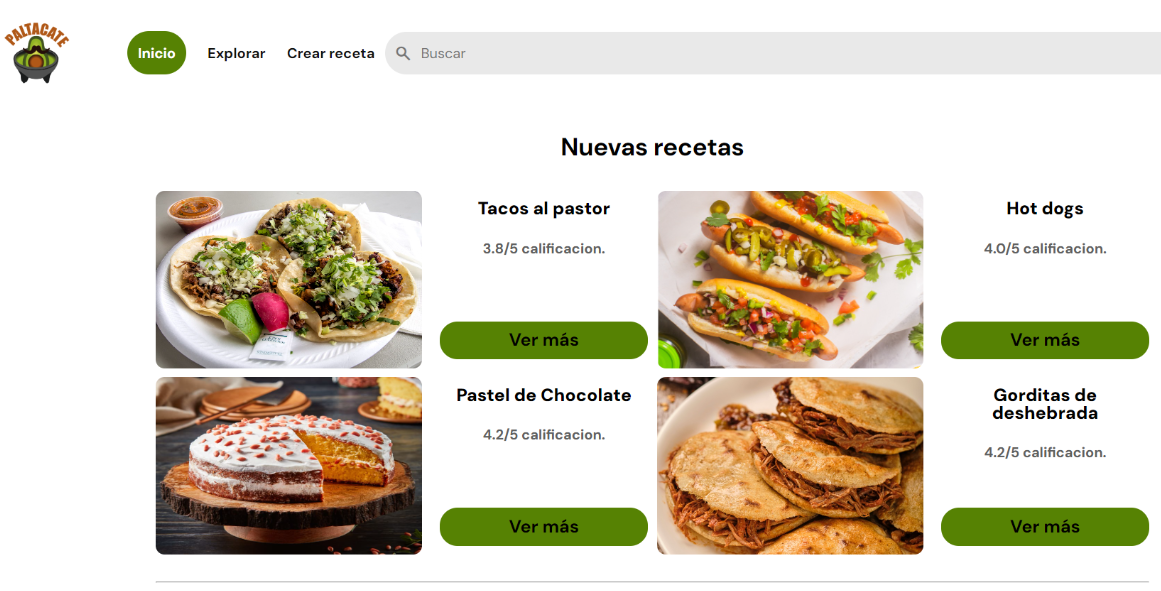 PALTACATE
Inicio
Explorar
Crear receta
Buscar
Nuevas recetas
Tacos al pastor
3.8/5 calificacion.
Ver más
Hot dogs
4.0/5 calificacion.
Ver más
Pastel de Chocolate
4.2/5 calificacion.
Ver más
Gorditas de
deshebrada
4.2/5 calificacion.
Ver más